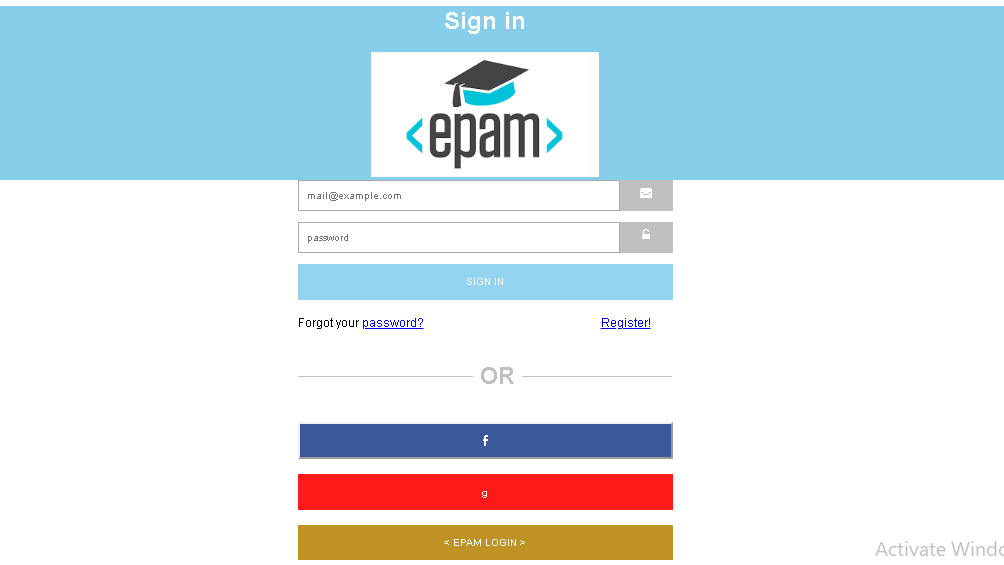 Sign in
<epam>
mail@example.com
password
SIGN IN
Forgot your password? Register!
OR
f
g
< EPAM LOGIN >
Activate Windo